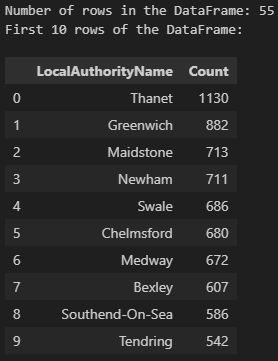 Number of rows in the DataFrame: 55
First 10 rows of the DataFrame:
LocalAuthorityName Count
0 Thanet 1130
1 Greenwich 882
2 Maidstone 713
3 Newham 711
4 Swale 686
5 Chelmsford 680
6 Medway 672
7 Bexley 607
8 Southend-On-Sea 586
9 Tendring 542